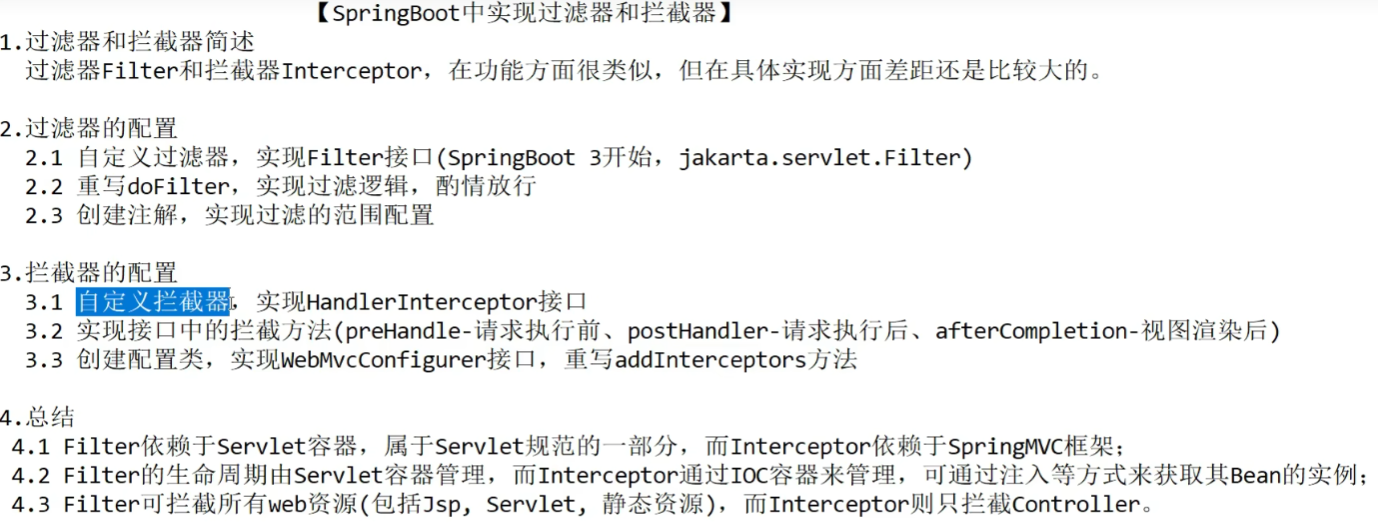 【SpringBoot中实现过滤器和拦截器】
1.过滤器和拦截器简述
过滤器Filter和拦截器Interceptor，在功能方面很类似，但在具体实现方面差距还是比较大的。
2.过滤器的配置
2.1 自定义过滤器，实现Filter接口(SpringBoot 3开始，jakarta.servlet.Filter)
2.2 重写doFilter，实现过滤逻辑，酌情放行
2.3 创建注解，实现过滤的范围配置
3.拦截器的配置
3.1 自定义拦截器，实现HandlerInterceptor接口
3.2 实现接口中的拦截方法(preHandle-请求执行前、postHandler-请求执行后、afterCompletion-视图渲染后)
3.3 创建配置类，实现WebMvcConfigurer接口，重写addInterceptors方法
4.总结
4.1 Filter依赖于Servlet容器，属于Servlet规范的一部分，而Interceptor依赖于SpringMVC框架；
4.2 Filter的生命周期由Servlet容器管理，而Interceptor通过IOC容器来管理，可通过注入等方式来获取其Bean的实例；
4.3 Filter可拦截所有web资源(包括Jsp, Servlet, 静态资源)，而Interceptor则只拦截Controller。